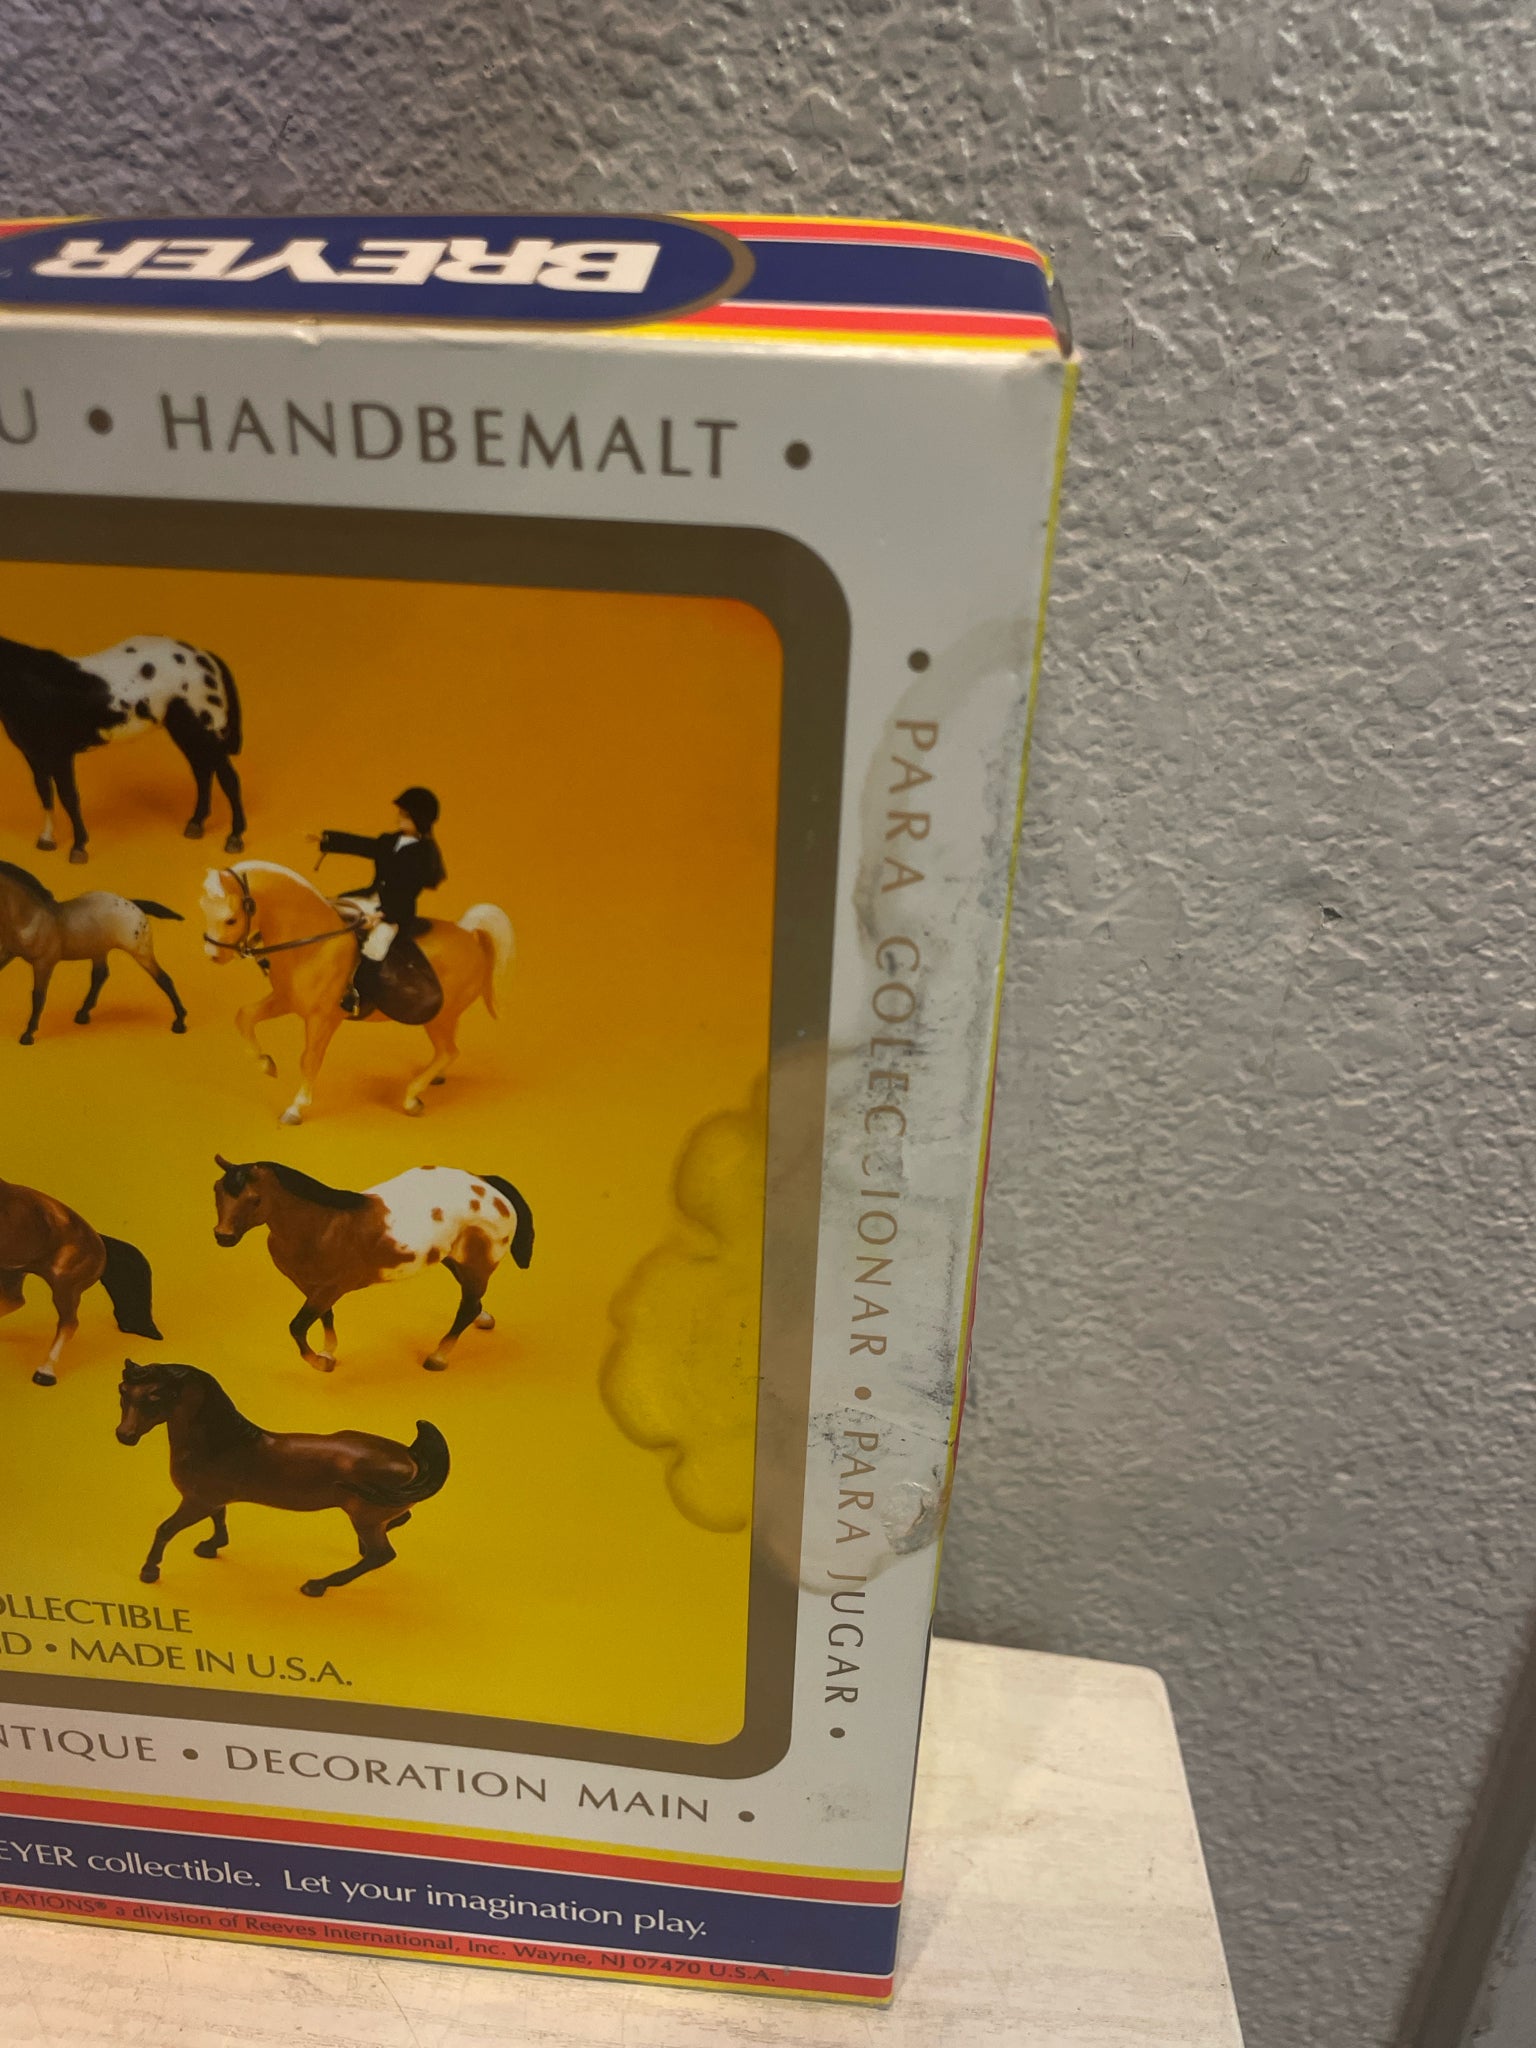 BREYER
U • HANDBEMALT •
• PARA COLECCIONAR • PARA JUGAR •
OLLECTIBLE
D • MADE IN U.S.A.
NTIQUE • DECORATION MAIN •
EYER collectible. Let your imagination play.
EATIONS® a division of Reeves International, Inc. Wayne, NJ 07470 U.S.A.